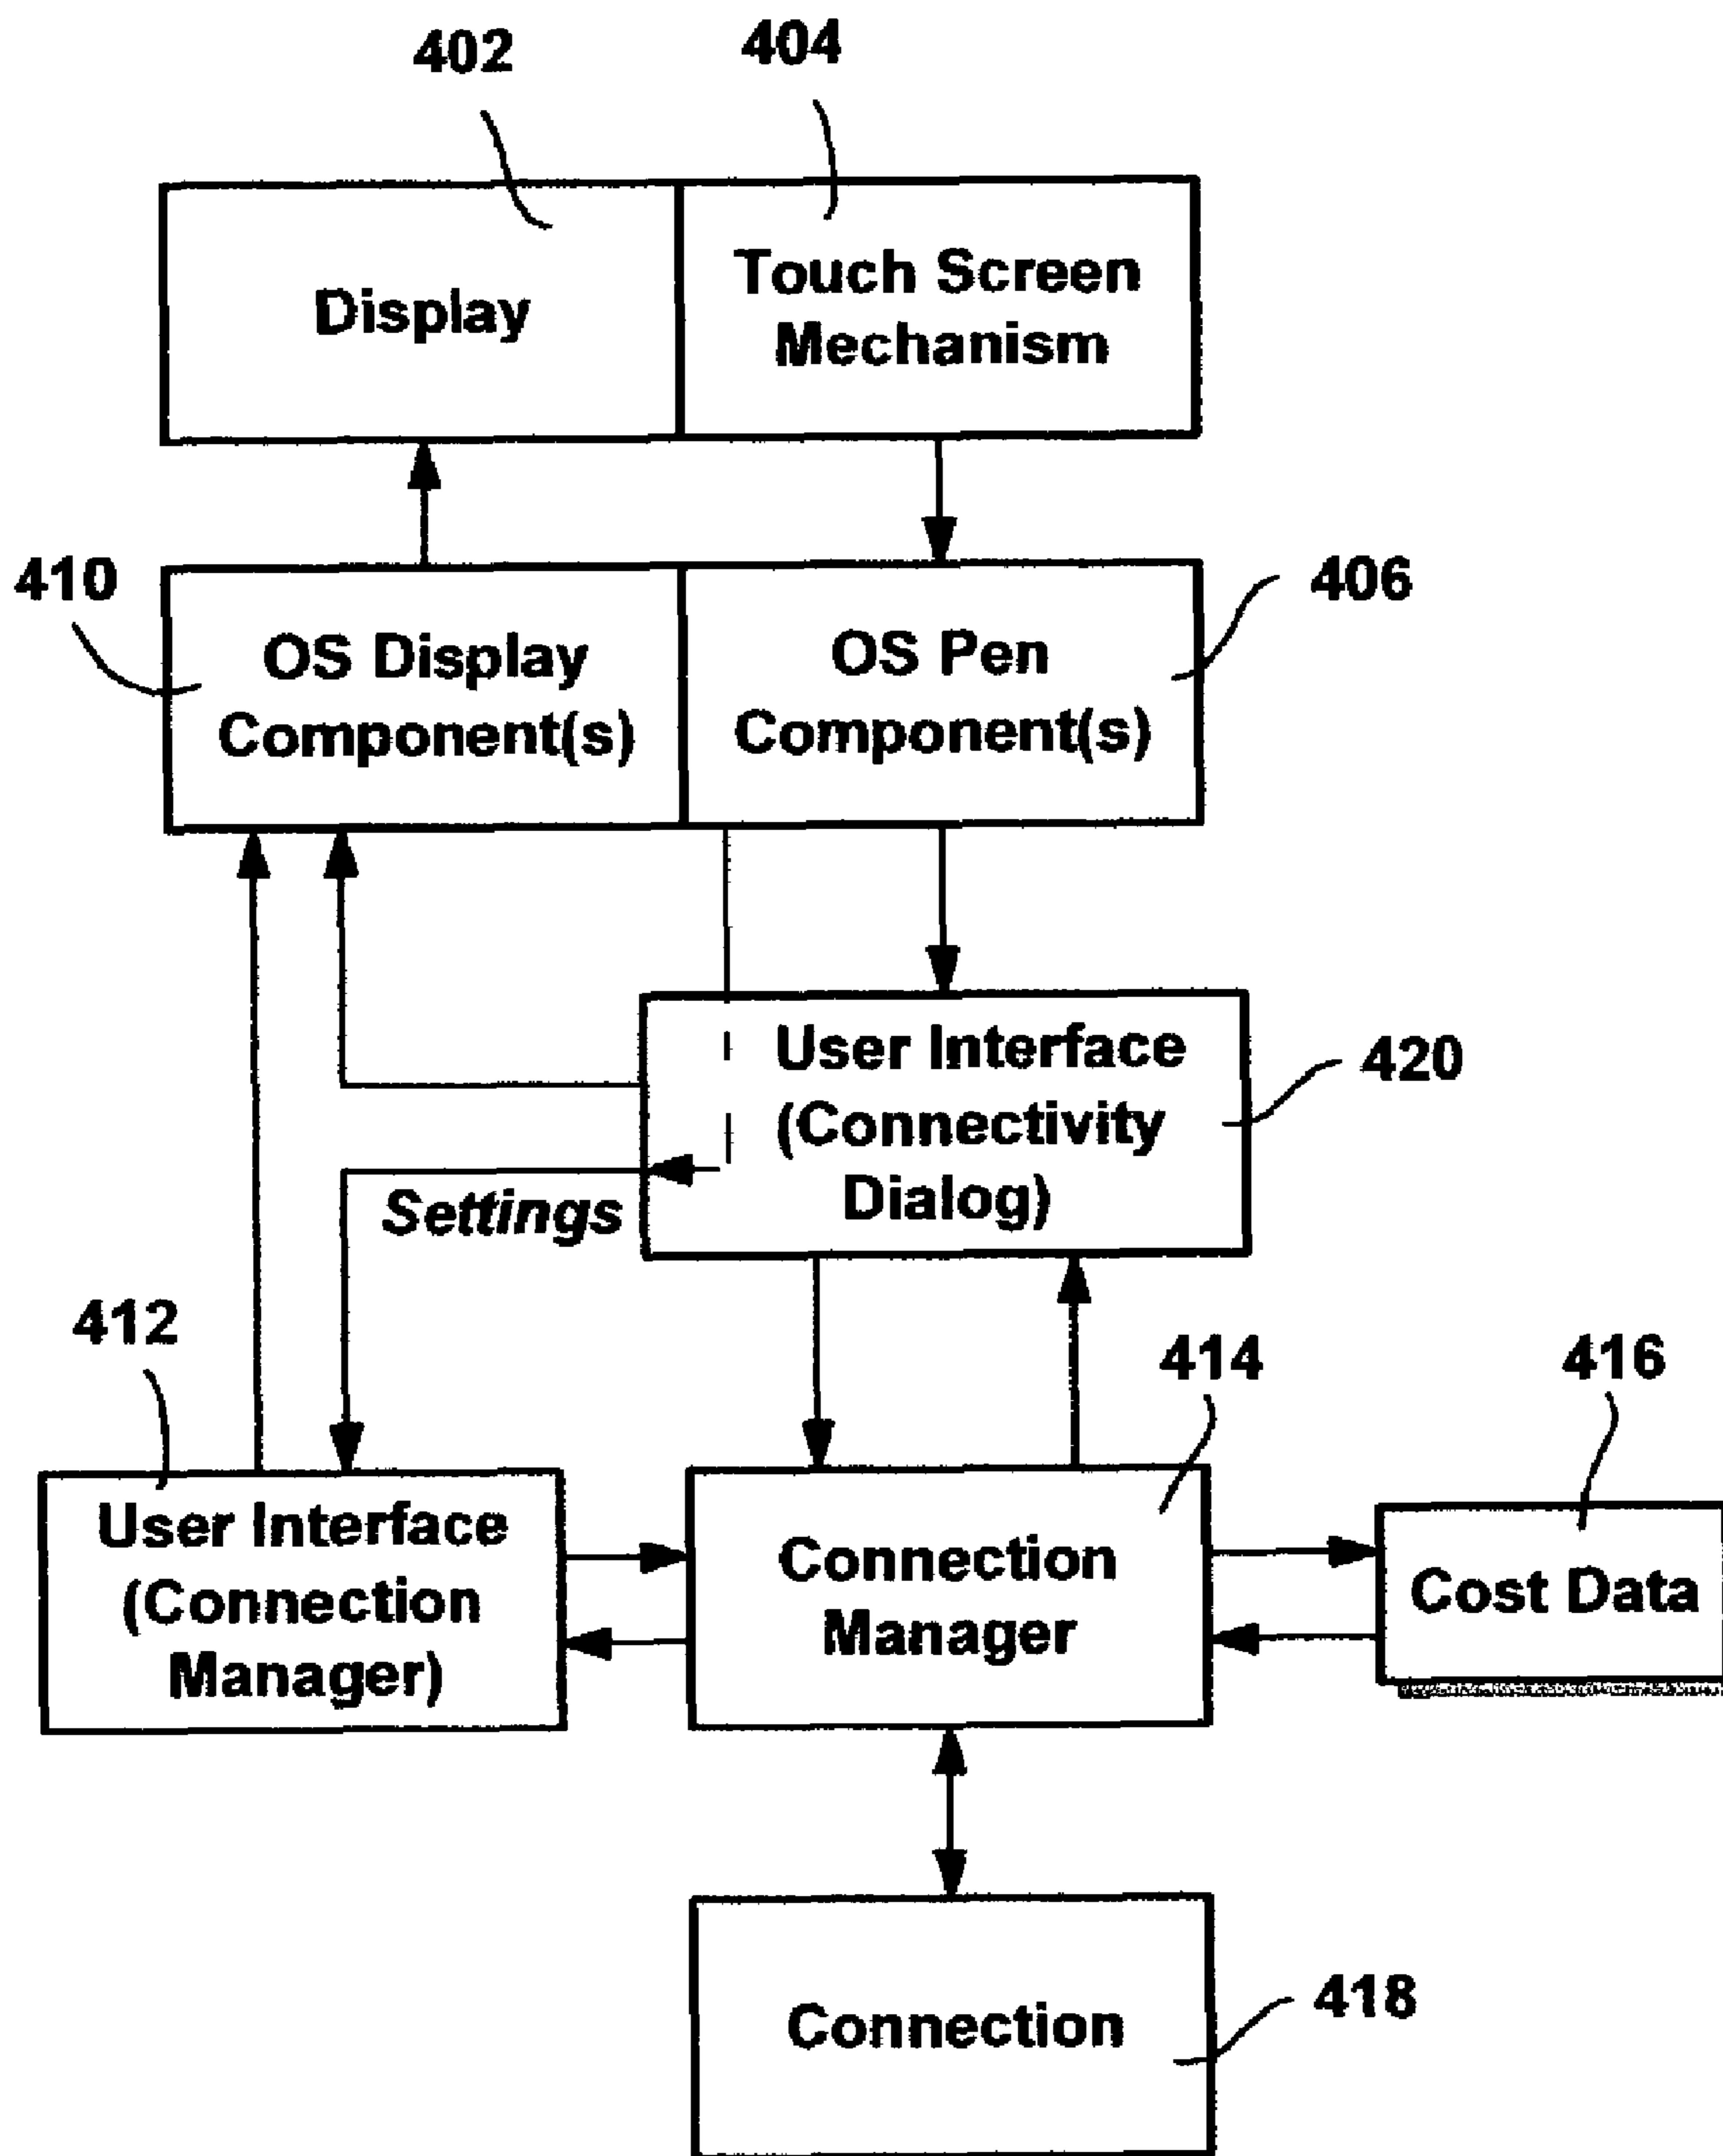 402
404
Display
Touch Screen
Mechanism
410
406
OS Display
Component(s)
OS Pen
Component(s)
User Interface
(Connectivity
Dialog)
420
Settings
412
414
416
User Interface
(Connection
Manager)
Connection
Manager
Cost Data
Connection
418